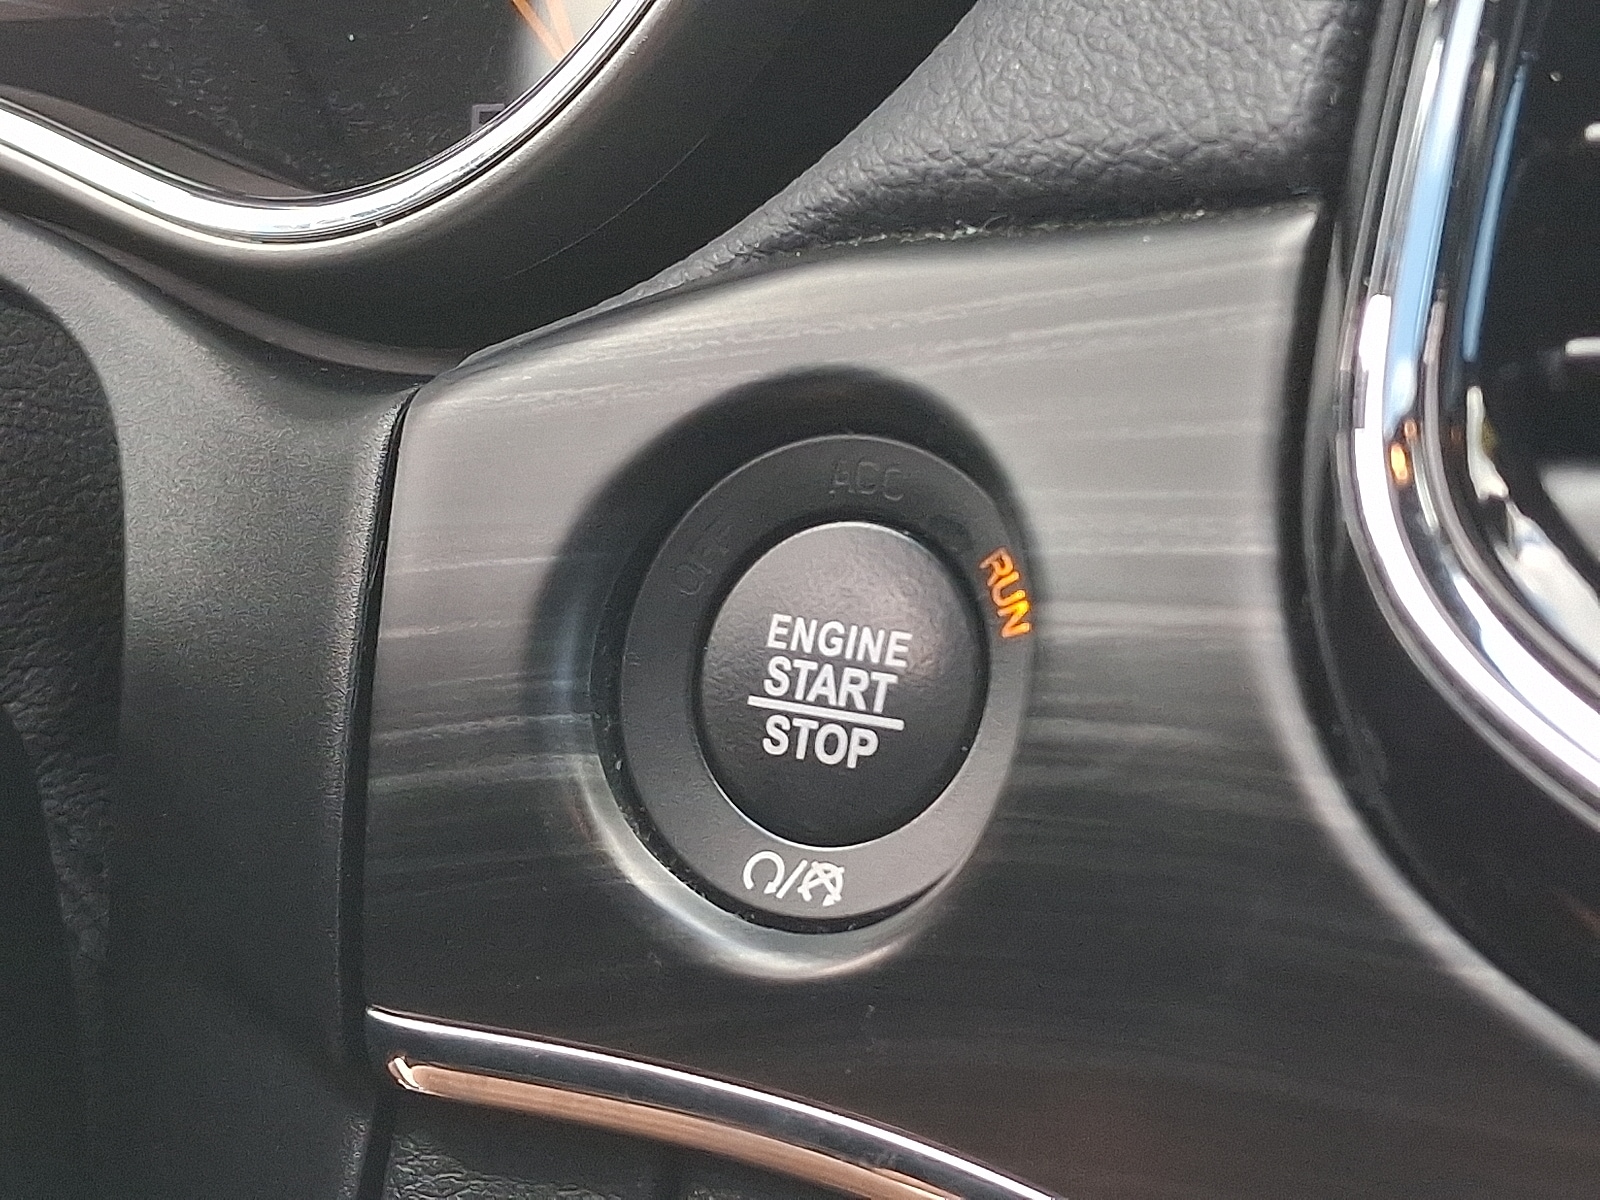 ACC
OFF
RUN
ENGINE
START
STOP